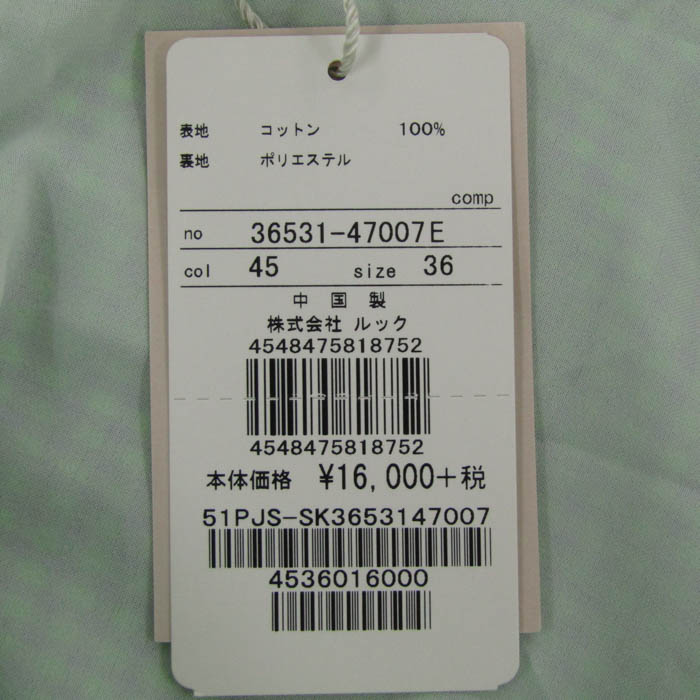 表地 コットン 100%
裏地 ポリエステル
comp
no 36531-47007E
col 45 size 36
中国製
株式会社 ルック
4548475818752
4548475818752
本体価格 ¥16,000+税
51PJS-SK3653147007
4536016000